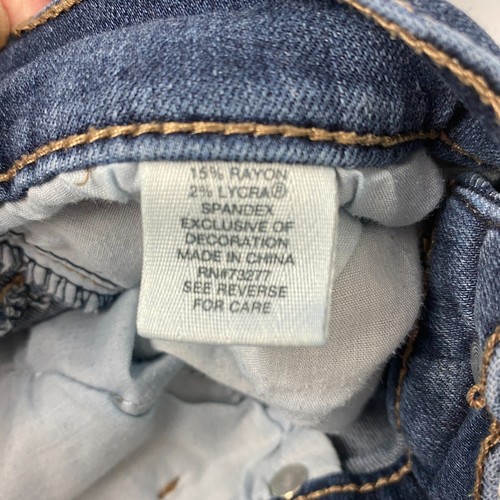 15% RAYON
2% LYCRA®
SPANDEX
EXCLUSIVE OF
DECORATION
MADE IN CHINA
RN#73277
SEE REVERSE
FOR CARE